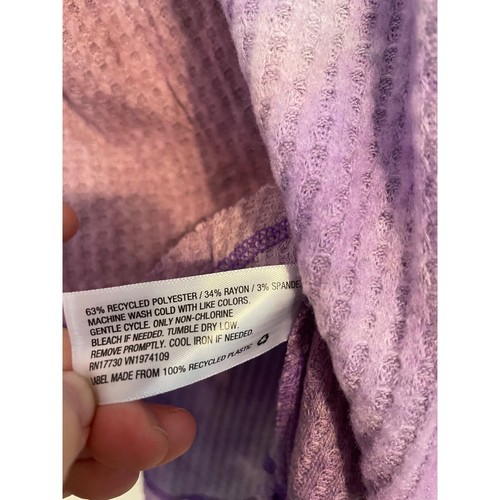 63% RECYCLED POLYESTER / 34% RAYON / 3% SPANDE
MACHINE WASH COLD WITH LIKE COLORS.
GENTLE CYCLE. ONLY NON-CHLORINE
BLEACH IF NEEDED. TUMBLE DRY LOW.
REMOVE PROMPTLY. COOL IRON IF NEEDED.
RN17730 VN1974109
LABEL MADE FROM 100% RECYCLED PLASTIC